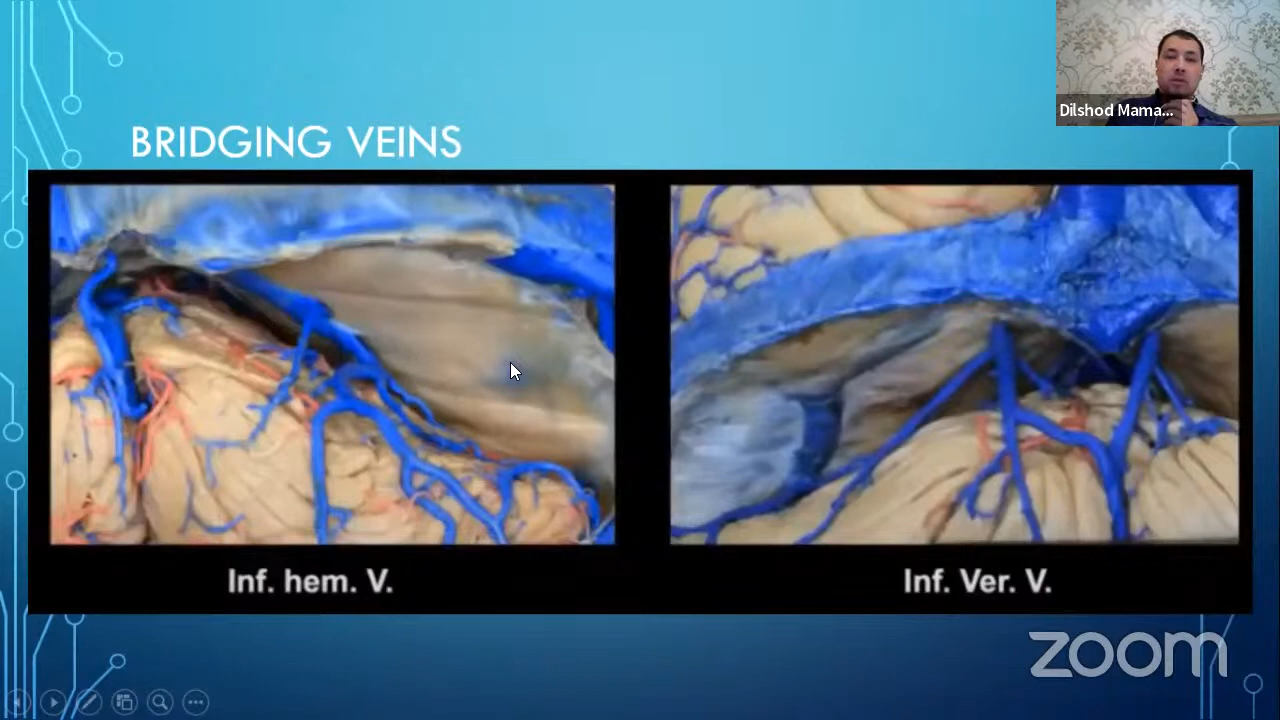 Dilshod Mama...
BRIDGING VEINS
Inf. hem. V.
Inf. Ver. V.
zoom